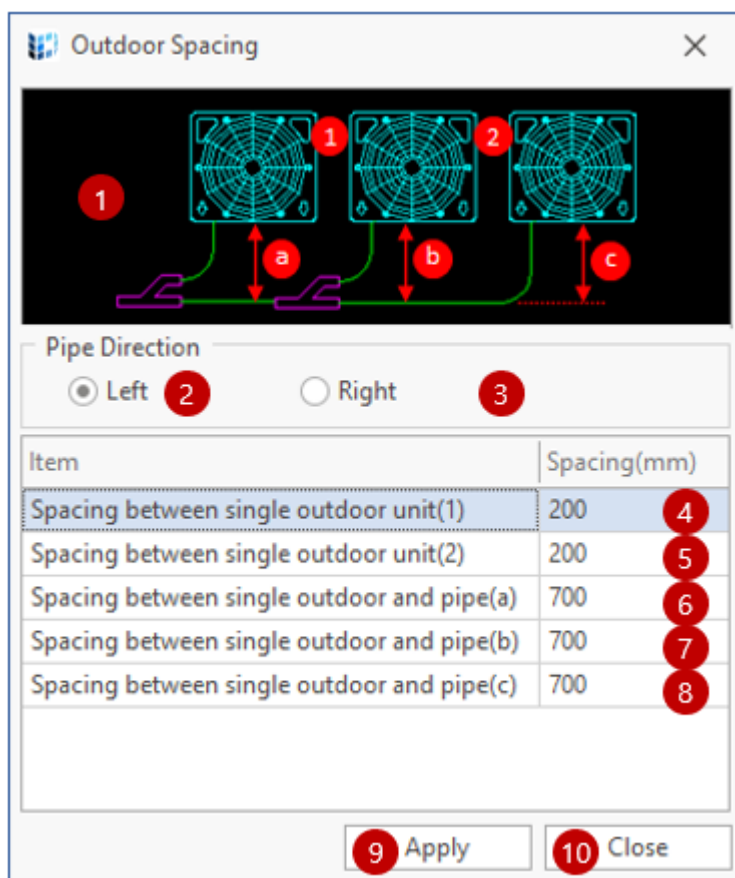 Outdoor Spacing
1 1 2
a b c
Pipe Direction
Left 2 Right 3
Item Spacing(mm)
Spacing between single outdoor unit(1) 200 4
Spacing between single outdoor unit(2) 200 5
Spacing between single outdoor and pipe(a) 700 6
Spacing between single outdoor and pipe(b) 700 7
Spacing between single outdoor and pipe(c) 700 8
9 Apply 10 Close